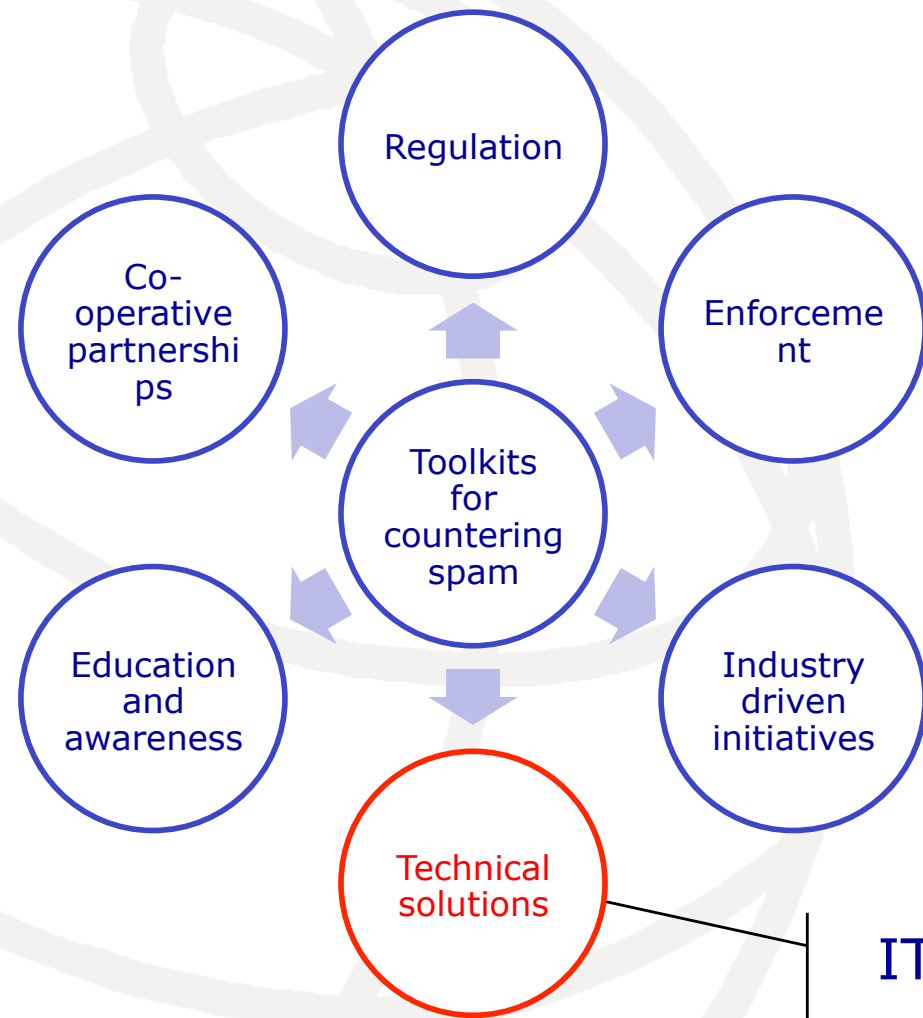 Regulation
Co-
operative
partnershi
ps
Enforceme
nt
Toolkits
for
countering
spam
Education
and
awareness
Industry
driven
initiatives
Technical
solutions
IT